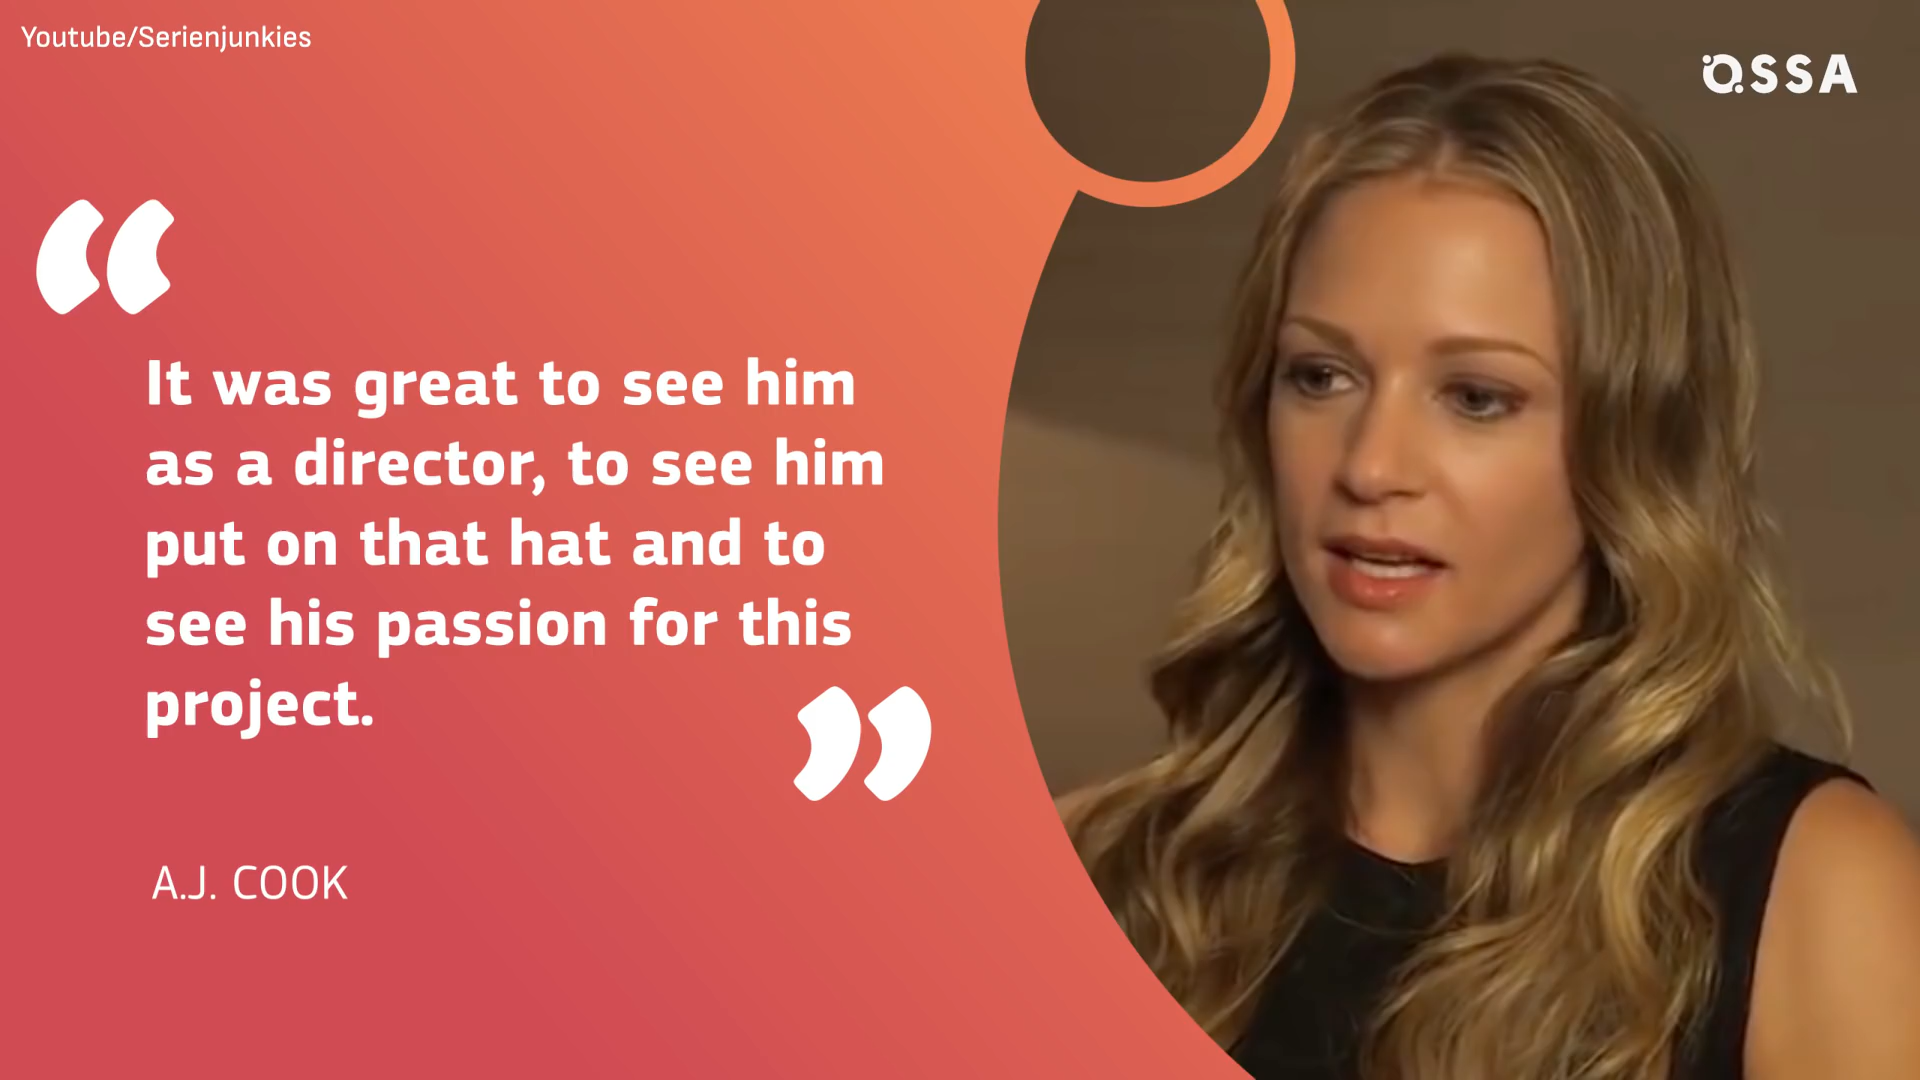 Youtube/Serienjunkies
OSSA
“
It was great to see him
as a director, to see him
put on that hat and to
see his passion for this
project.
”
A.J. COOK